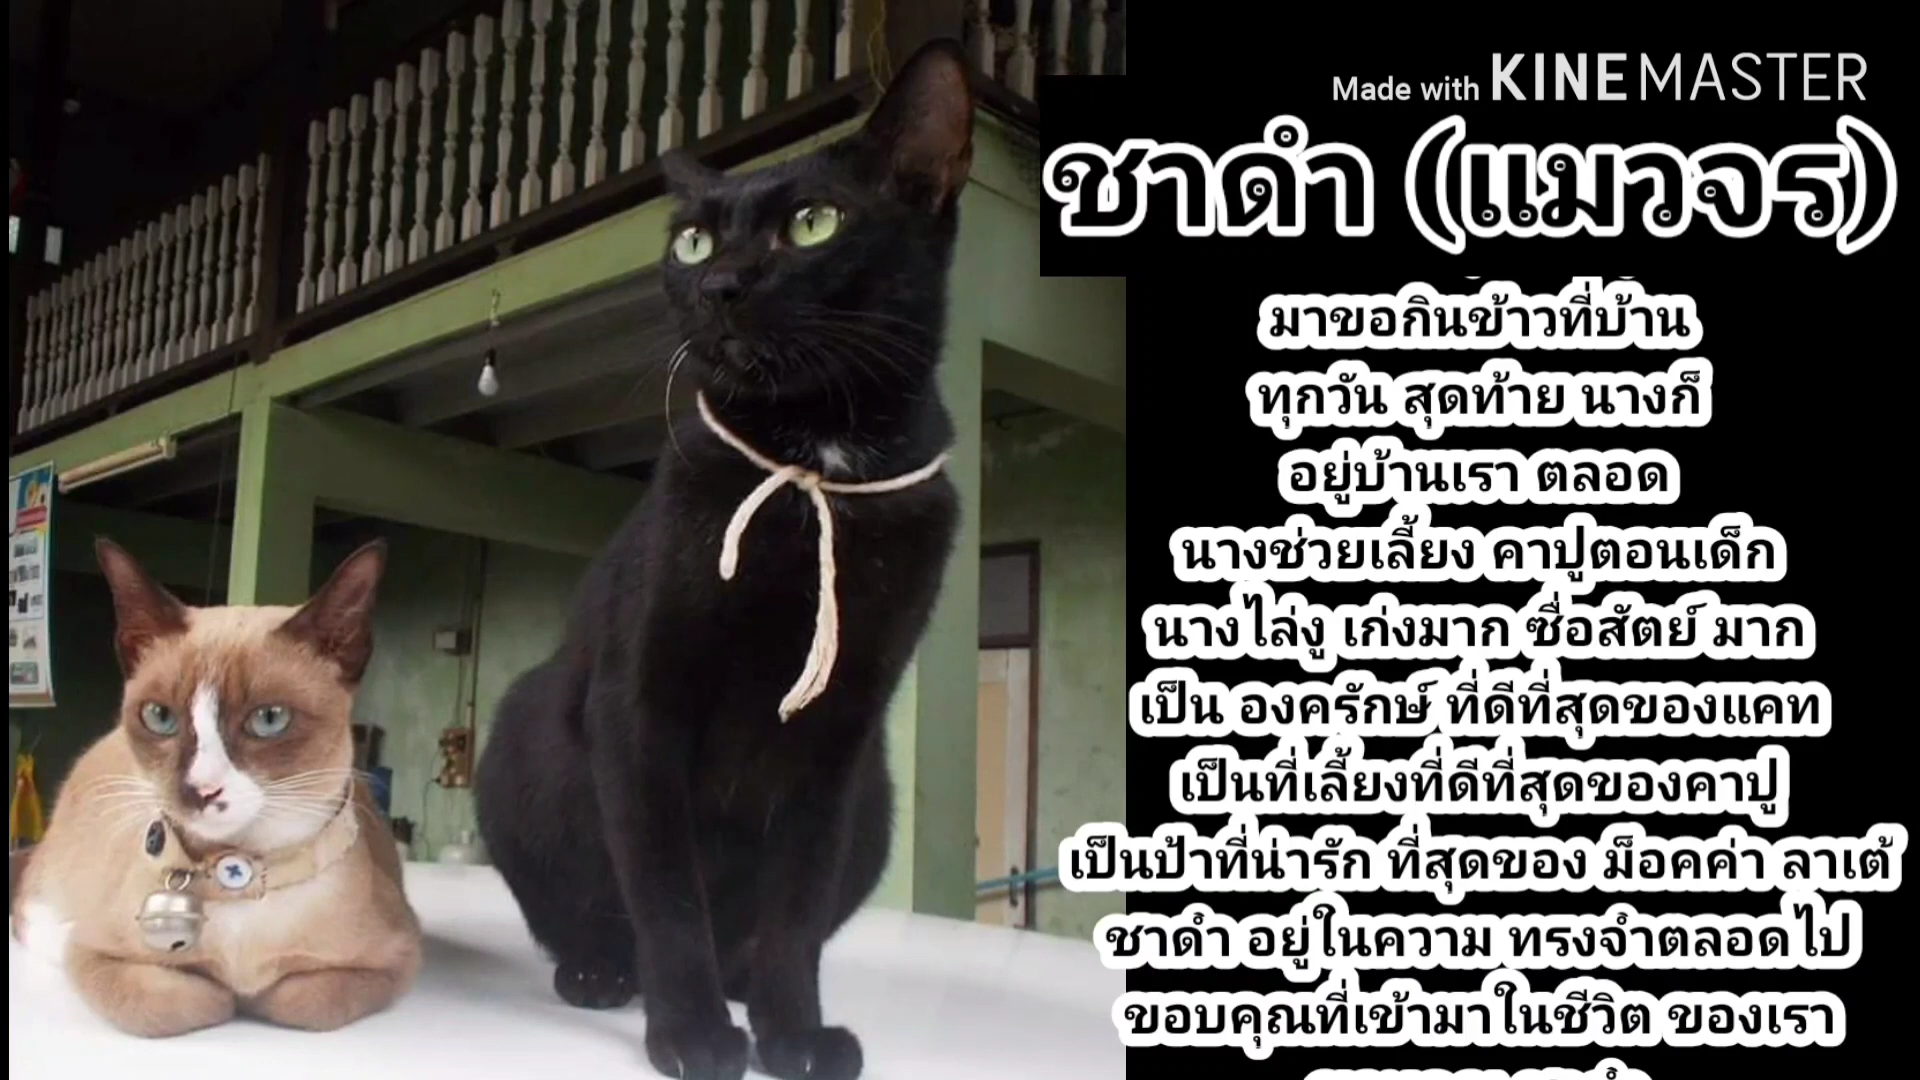 Made with KINEMASTER
ชาดำ (แมวจร)
มาขอกินข้าวที่บ้าน
ทุกวัน สุดท้าย นางก็
อยู่บ้านเรา ตลอด
นางช่วยเลี้ยง คาปูตอนเด็ก
นางไล่งู เก่งมาก ซื่อสัตย์ มาก
เป็น องครักษ์ ที่ดีที่สุดของแคท
เป็นที่เลี้ยงที่ดีที่สุดของคาปู
เป็นป้าที่น่ารัก ที่สุดของ ม็อคค่า ลาเต้
ชาดำ อยู่ในความ ทรงจำตลอดไป
ขอบคุณที่เข้ามาในชีวิต ของเรา